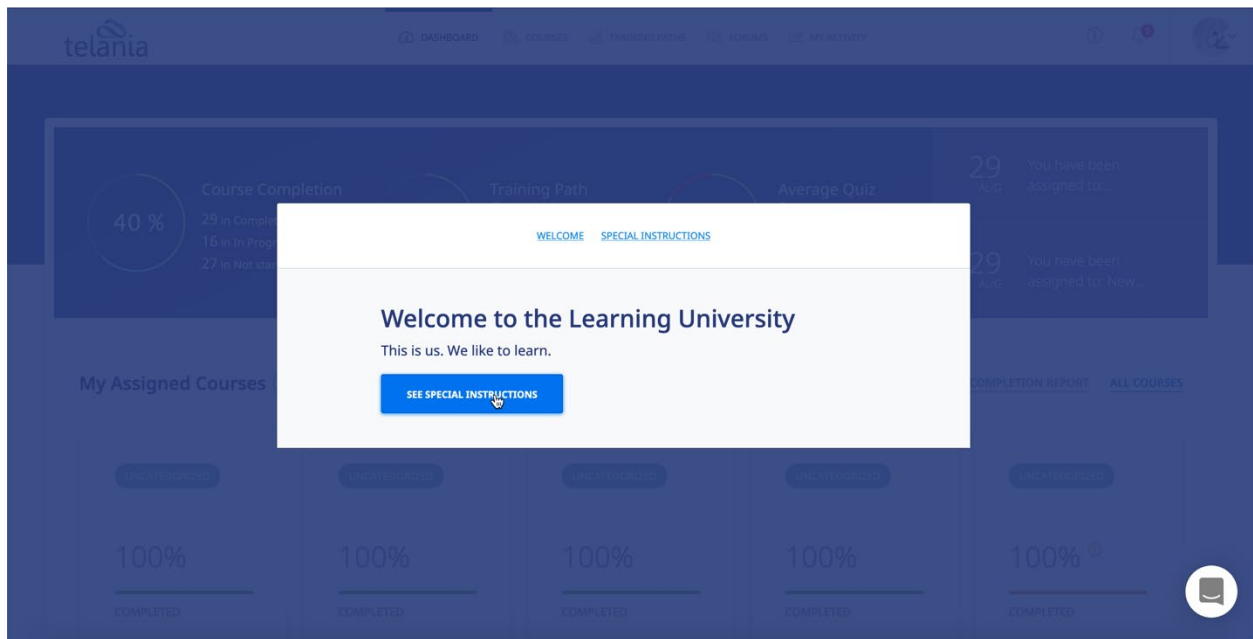 telania
DASHBOARD COURSES TRAINING PATHS FORUMS MY ACTIVITY
29
AUG
You have been
assigned to:...
Course Completion
Training Path
Average Quiz
40 %
29 in Comple
16 in In Progr
27 in Not star
29
AUG
You have been
assigned to: New...
WELCOME SPECIAL INSTRUCTIONS
Welcome to the Learning University
This is us. We like to learn.
SEE SPECIAL INSTRUCTIONS
My Assigned Courses
COMPLETION REPORT ALL COURSES
UNCATEGORIZED UNCATEGORIZED UNCATEGORIZED UNCATEGORIZED UNCATEGORIZED
100% 100% 100% 100% 100%
COMPLETED COMPLETED COMPLETED COMPLETED COMPLETED